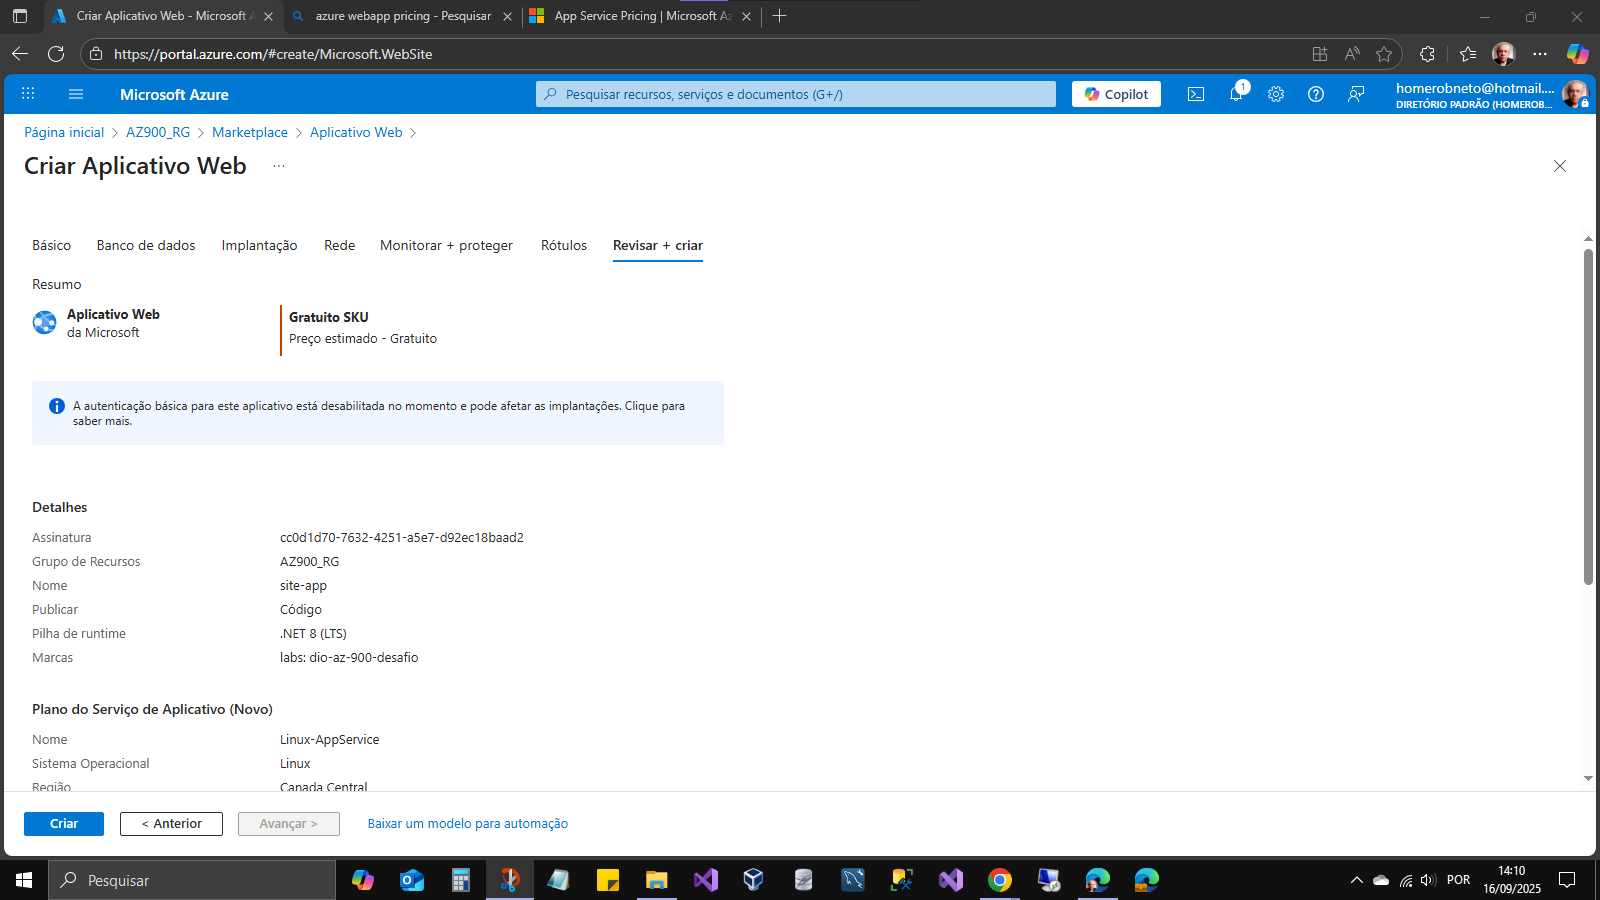 Criar Aplicativo Web - Microsoft A
azure webapp pricing - Pesquisar
App Service Pricing | Microsoft Az
https://portal.azure.com/#create/Microsoft.WebSite
Microsoft Azure
Pesquisar recursos, serviços e documentos (G+/)
Copilot
1
homerobneto@hotmail....
DIRETÓRIO PADRÃO (HOMEROB...
Página inicial > AZ900_RG > Marketplace > Aplicativo Web >
Criar Aplicativo Web ...
Básico Banco de dados Implantação Rede Monitorar + proteger Rótulos Revisar + criar
Resumo
Aplicativo Web
da Microsoft
Gratuito SKU
Preço estimado - Gratuito
A autenticação básica para este aplicativo está desabilitada no momento e pode afetar as implantações. Clique para
saber mais.
Detalhes
Assinatura cc0d1d70-7632-4251-a5e7-d92ec18baad2
Grupo de Recursos AZ900_RG
Nome site-app
Publicar Código
Pilha de runtime .NET 8 (LTS)
Marcas labs: dio-az-900-desafio
Plano do Serviço de Aplicativo (Novo)
Nome Linux-AppService
Sistema Operacional Linux
Região Canada Central
Criar < Anterior Avançar > Baixar um modelo para automação
Pesquisar
POR
14:10
16/09/2025